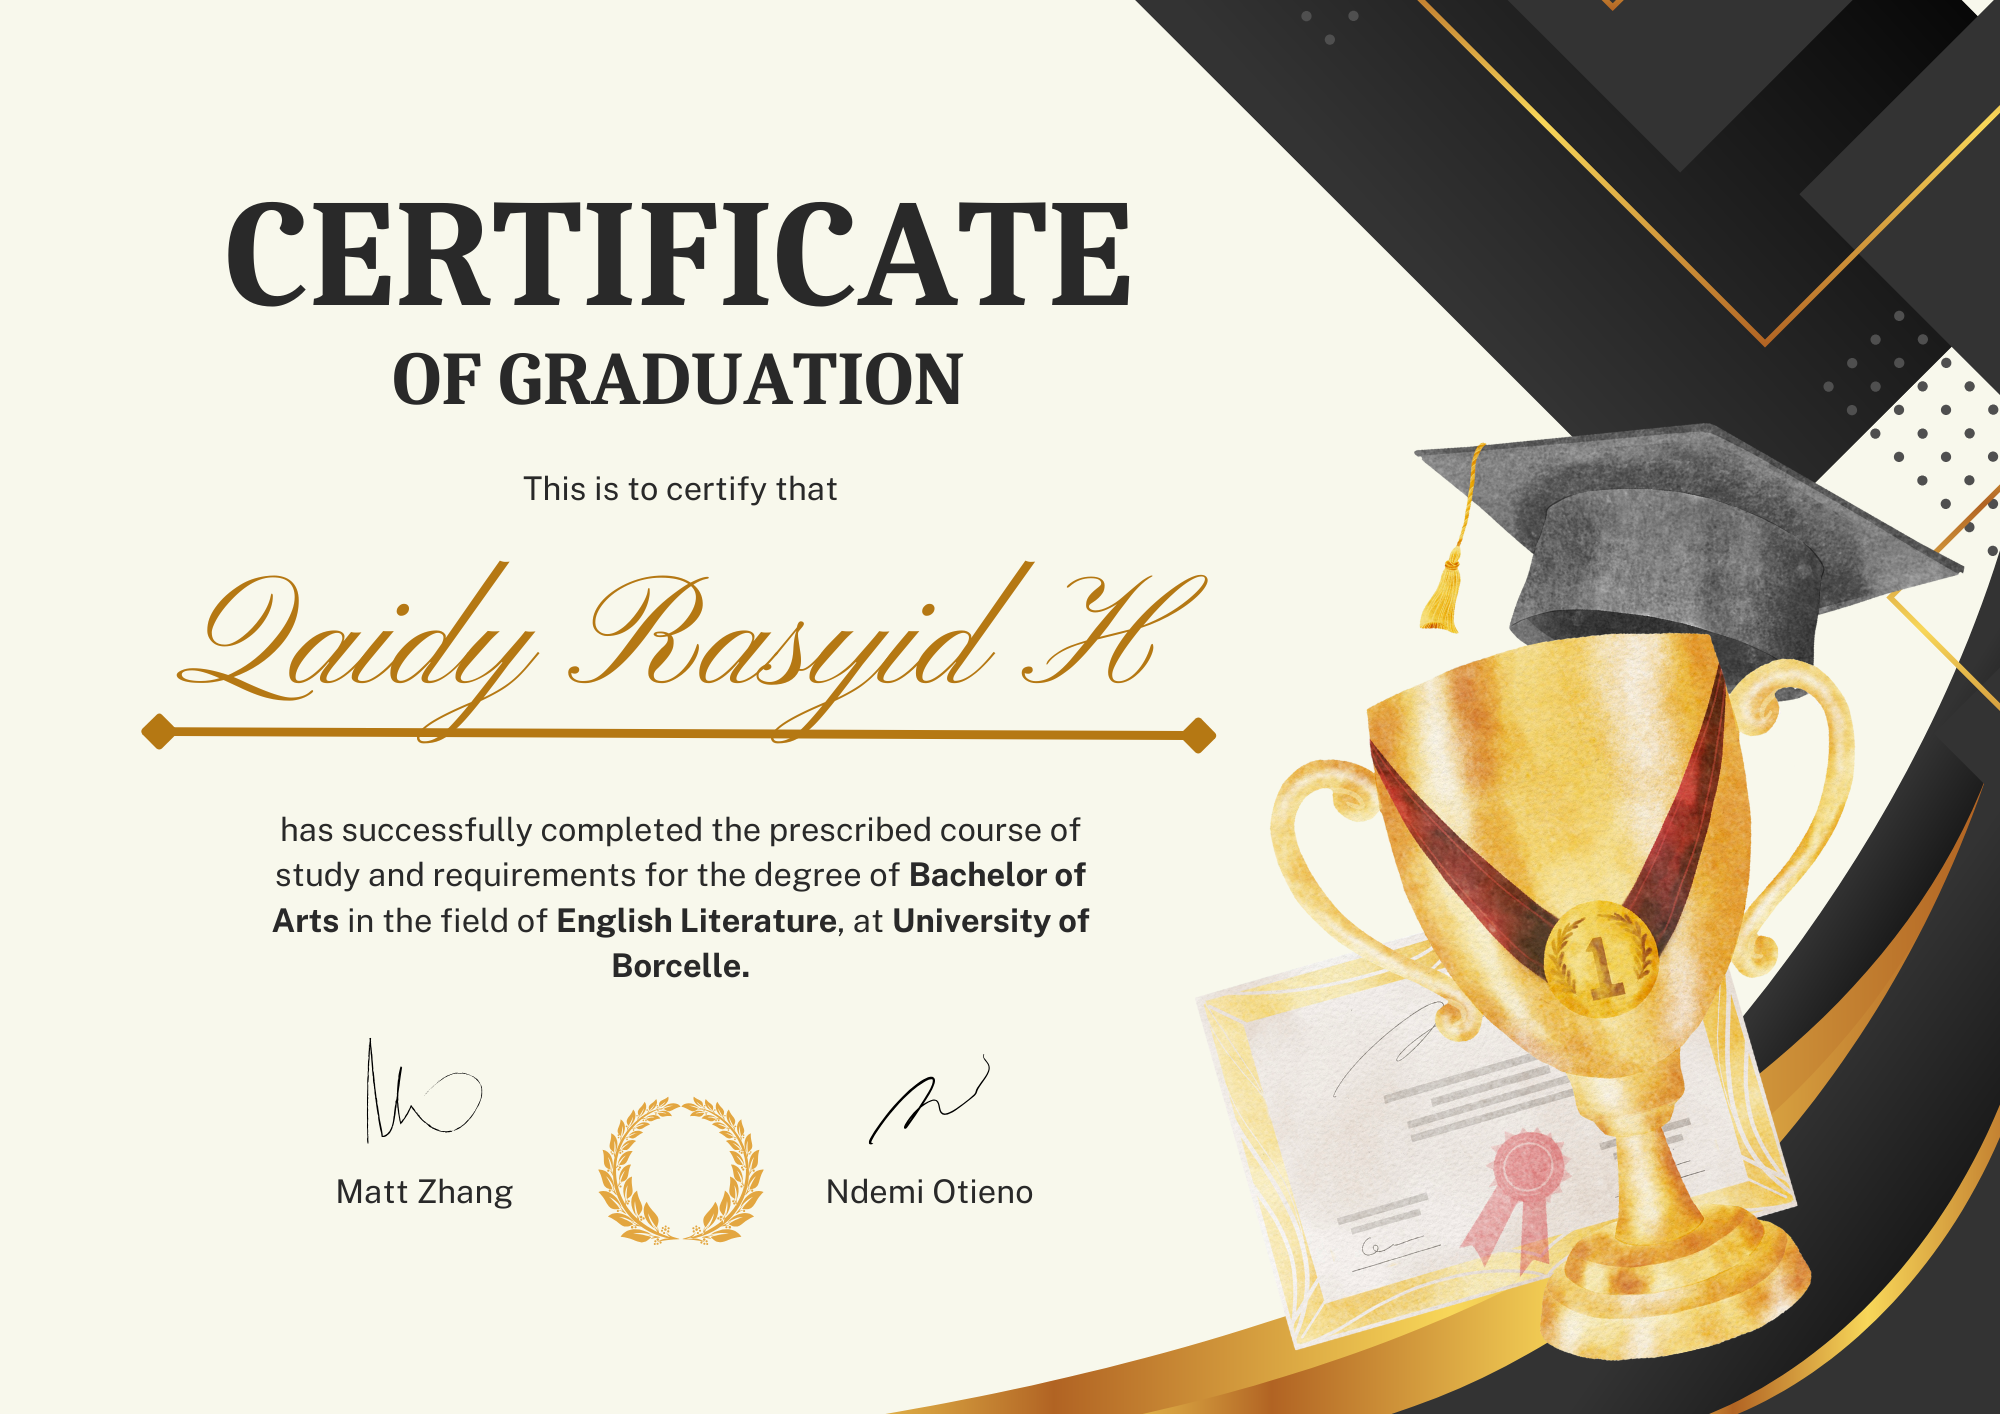 CERTIFICATE
OF GRADUATION
This is to certify that
Qaidy Rasyid H
has successfully completed the prescribed course of
study and requirements for the degree of Bachelor of
Arts in the field of English Literature, at University of
Borcelle.
Matt Zhang
Ndemi Otieno
1